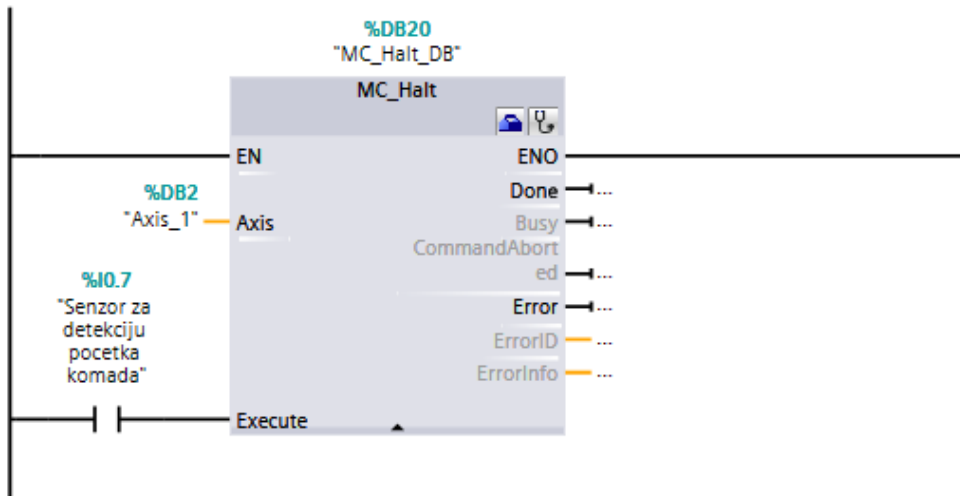 %DB20
"MC_Halt_DB"
MC_Halt
EN
ENO
%DB2
"Axis_1"
Axis
Done
...
Busy
...
CommandAbort
ed
...
%I0.7
"Senzor za
detekciju
pocetka
komada"
Error
...
ErrorID
...
ErrorInfo
...
Execute